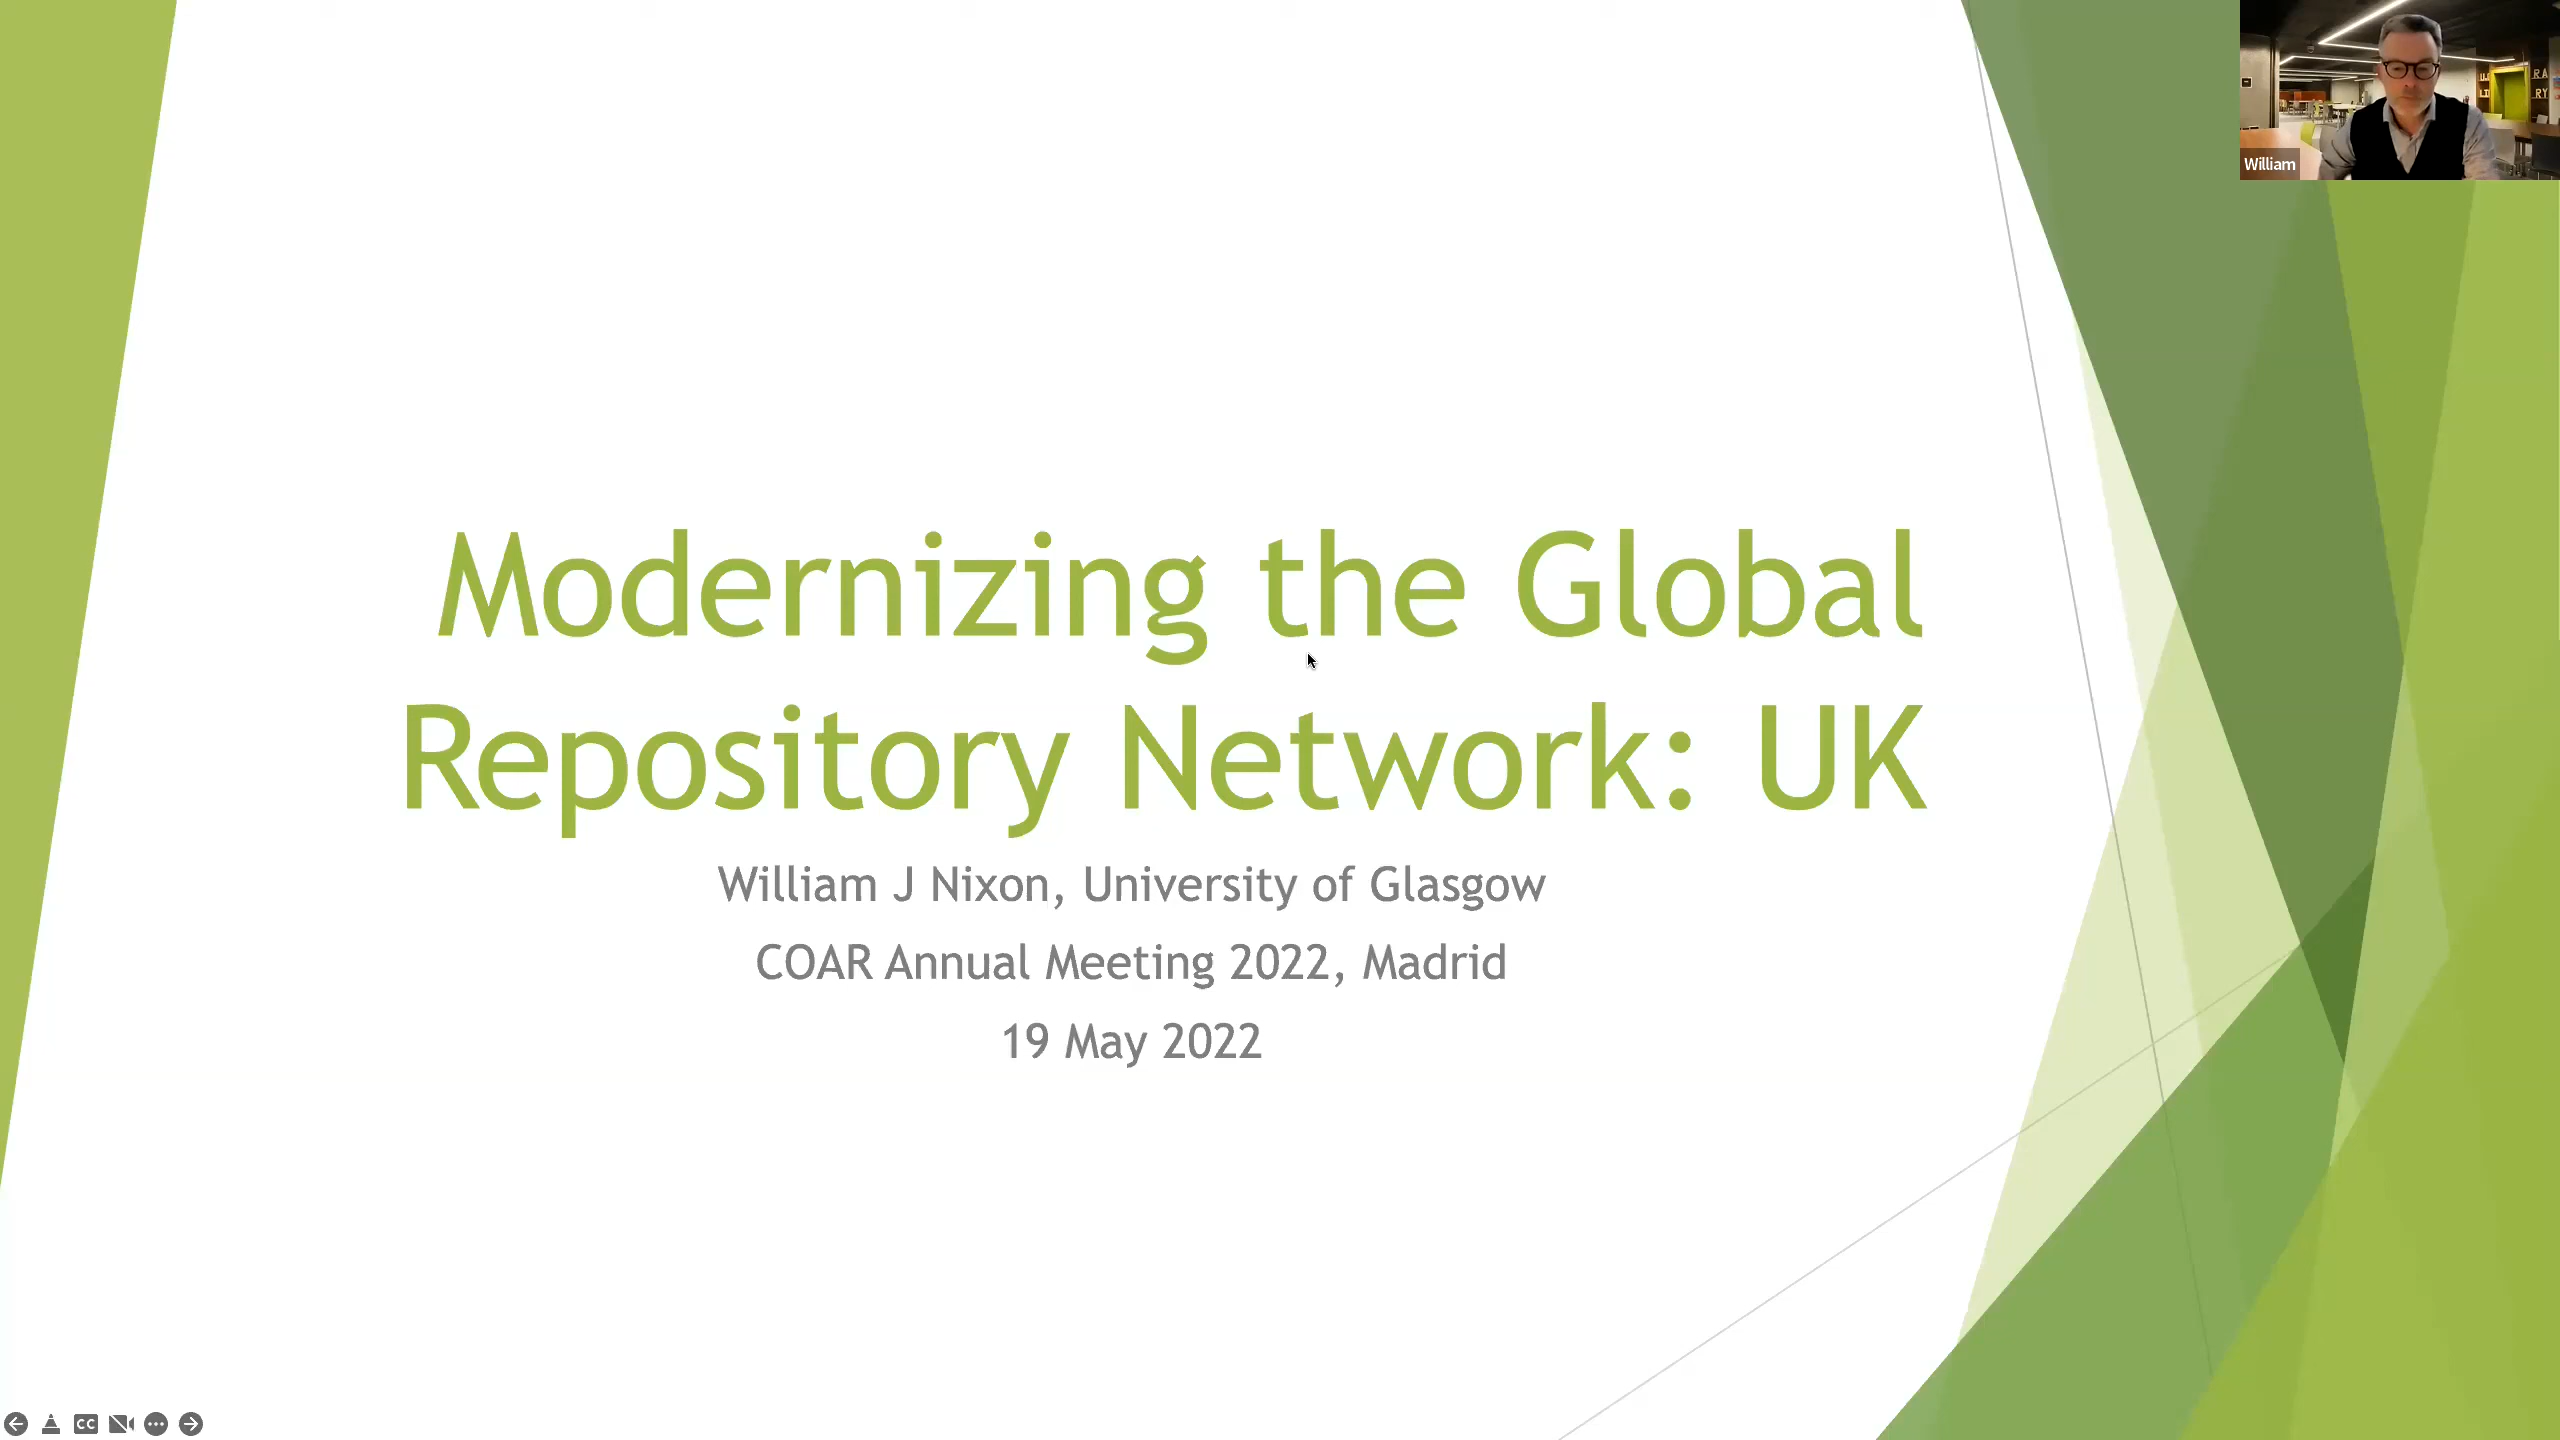 Modernizing the Global
Repository Network: UK
William J Nixon, University of Glasgow
COAR Annual Meeting 2022, Madrid
19 May 2022
William
CC